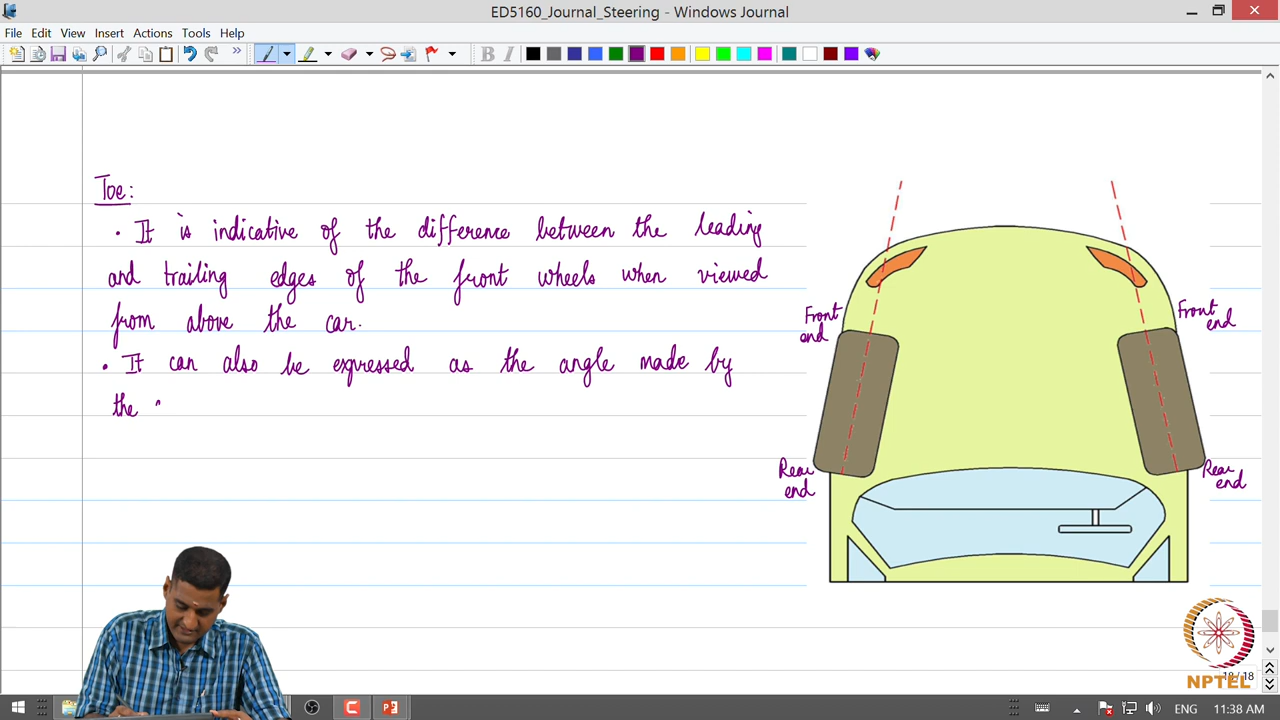 ED5160_Journal_Steering - Windows Journal
File Edit View Insert Actions Tools Help
Toe:
• It is indicative of the difference between the leading
and trailing edges of the front wheels when viewed
from above the car.
• It can also be expressed as the angle made by
the
Front
end
Front
end
Rear
end
Rear
end
18 / 18
NPTEL
ENG 11:38 AM